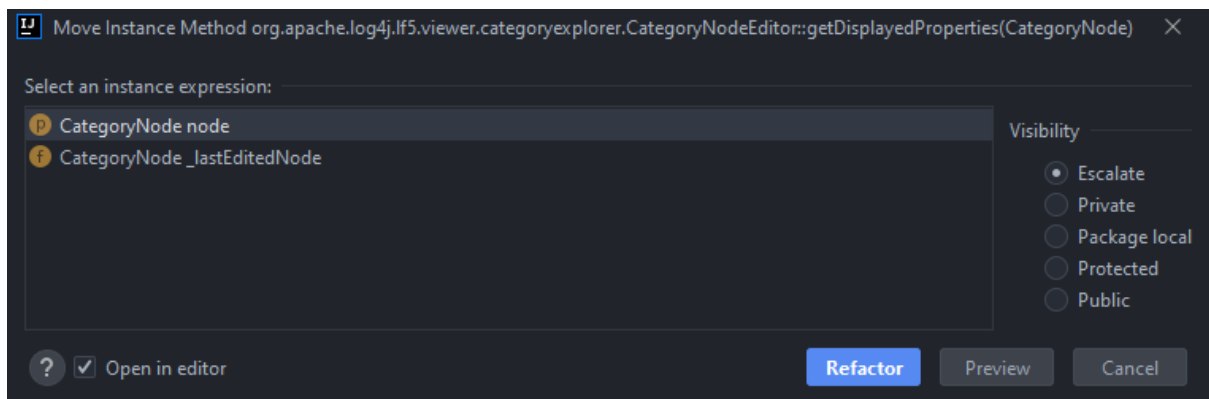 IJ
Move Instance Method org.apache.log4j.lf5.viewer.categoryexplorer.CategoryNodeEditor::getDisplayedProperties(CategoryNode)
Select an instance expression:
p CategoryNode node
f CategoryNode _lastEditedNode
Visibility
Escalate
Private
Package local
Protected
Public
? Open in editor
Refactor
Preview
Cancel